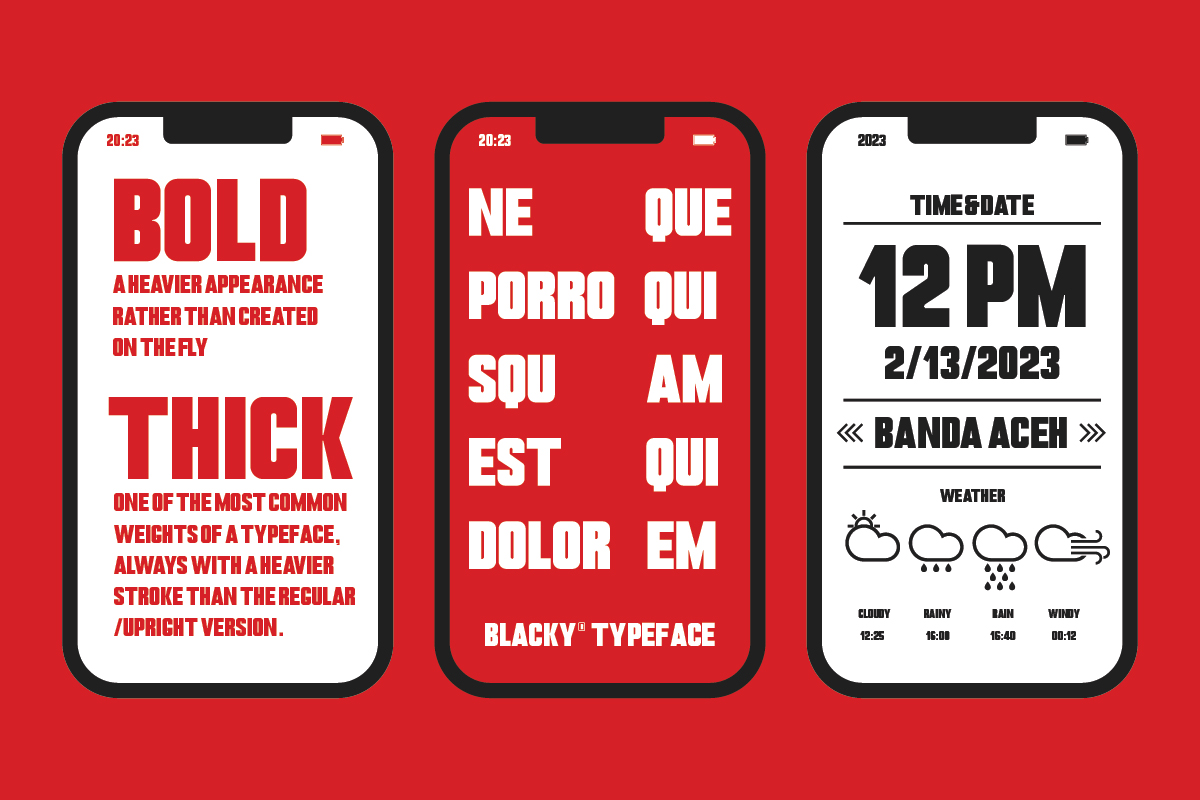 20:23
BOLD
A HEAVIER APPEARANCE
RATHER THAN CREATED
ON THE FLY
THICK
ONE OF THE MOST COMMON
WEIGHTS OF A TYPEFACE,
ALWAYS WITH A HEAVIER
STROKE THAN THE REGULAR
/UPRIGHT VERSION.
20:23
NE QUE
PORRO QUI
SQU AM
EST QUI
DOLOR EM
BLACKY TYPEFACE
2023
TIME&DATE
12 PM
2/13/2023
BANDA ACEH
WEATHER
CLOUDY RAINY RAIN WINDY
12:25 16:08 16:40 00:12